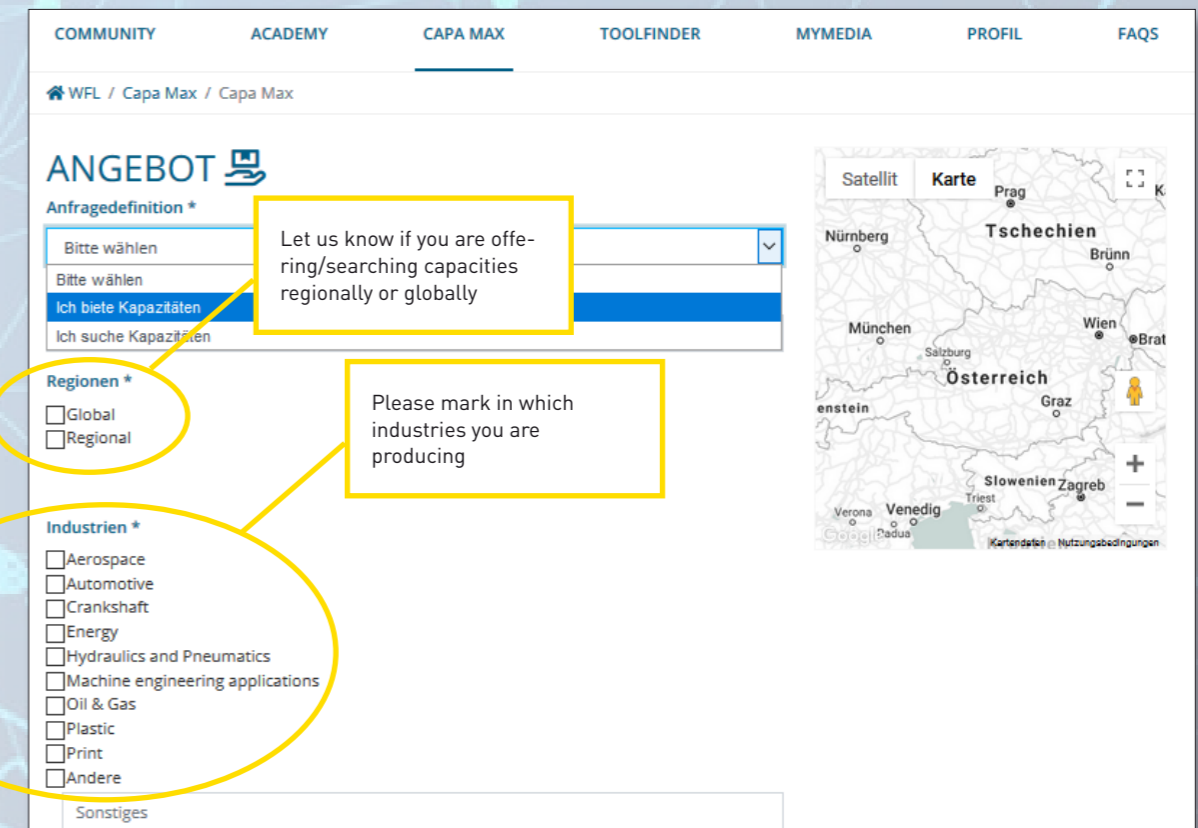 COMMUNITY ACADEMY CAPA MAX TOOLFINDER MYMEDIA PROFIL FAQS
WFL / Capa Max / Capa Max
ANGEBOT
Anfragedefinition *
Bitte wählen
Bitte wählen
Ich biete Kapazitäten
Ich suche Kapazitäten
Let us know if you are offe-
ring/searching capacities
regionally or globally
Regionen *
Global
Regional
Please mark in which
industries you are
producing
Industrien *
Aerospace
Automotive
Crankshaft
Energy
Hydraulics and Pneumatics
Machine engineering applications
Oil & Gas
Plastic
Print
Andere
Sonstiges
Satellit Karte
Prag
K
Nürnberg
Tschechien
Brünn
München
Wien
Brat
Salzburg
Österreich
Graz
enstein
Slowenien
Zagreb
Triest
Verona
Venedig
Padua
Google
Kartendaten Nutzungsbedingungen